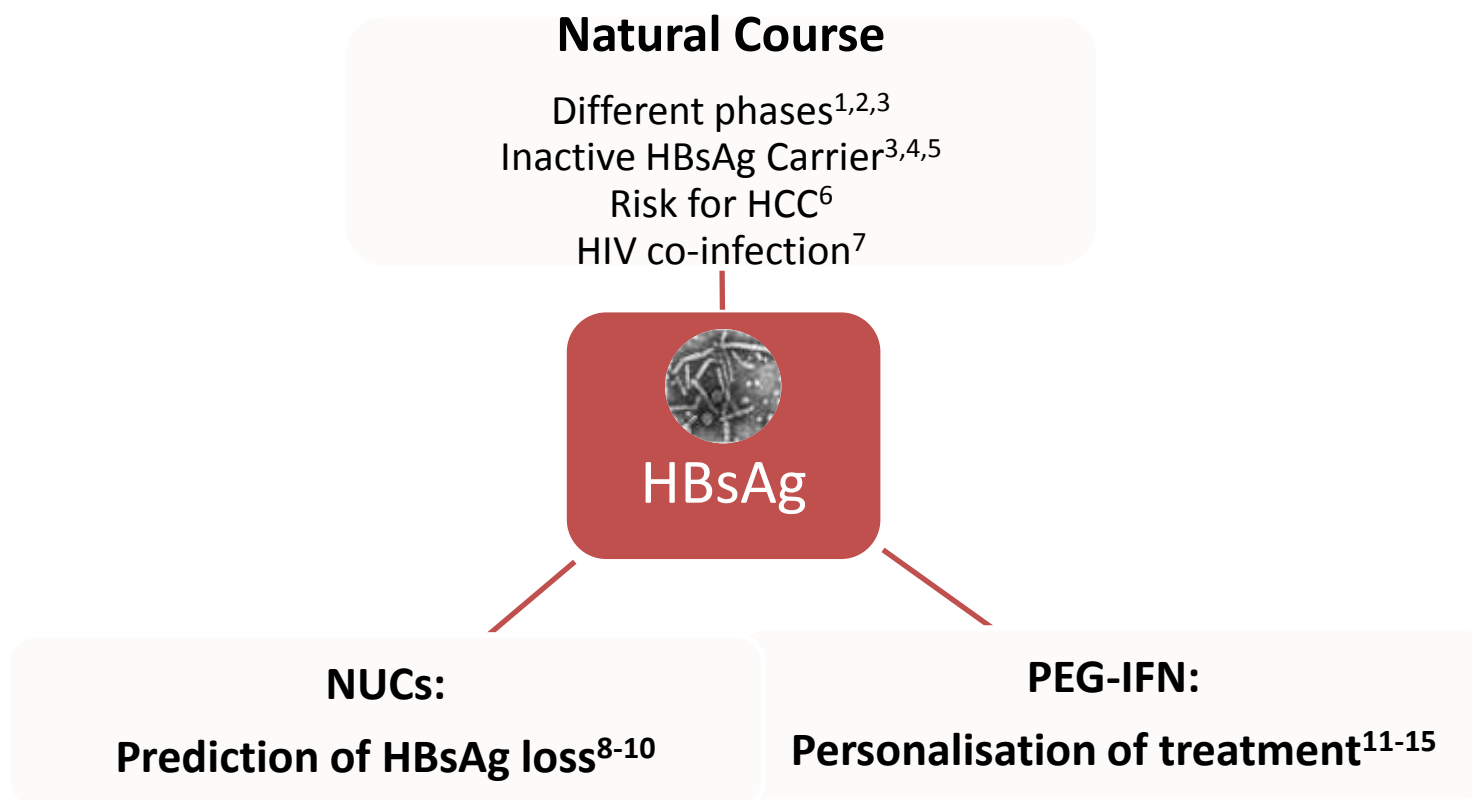 Natural Course
Different phases1,2,3
Inactive HBsAg Carrier3,4,5
Risk for HCC6
HIV co-infection7
HBsAg
NUCs:
Prediction of HBsAg loss8-10
PEG-IFN:
Personalisation of treatment11-15